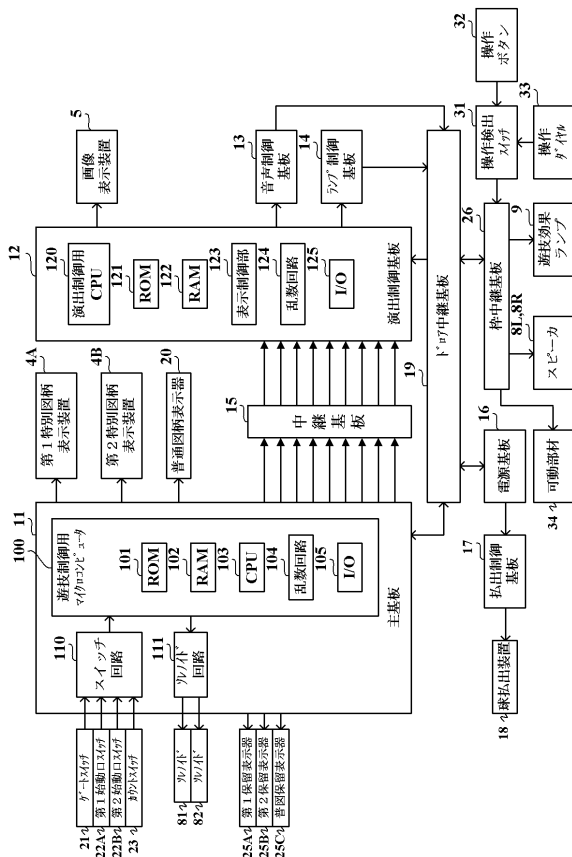 12
120
演出制御用
CPU
121
ROM
122
RAM
123
表示制御部
124
乱数回路
125
I/O
演出制御基板
5
画像
表示装置
13
音声制御
基板
14
ランプ制御
基板
32
操作
ボタン
31
操作検出
スイッチ
33
操作
ダイヤル
26
枠中継基板
9
遊技効果
ランプ
8L,8R
スピーカ
34
可動部材
4A
第1特別図柄
表示装置
4B
第2特別図柄
表示装置
20
普通図柄表示器
15
中継基板
19
ドロア中継基板
16
電源基板
17
払出制御
基板
18
球払出装置
11
100
遊技制御用
マイクロコンピュータ
101
ROM
102
RAM
103
CPU
104
乱数回路
105
I/O
主基板
110
スイッチ
回路
111
ソレノイド
回路
21
ゲートスイッチ
22A
第1始動口スイッチ
22B
第2始動口スイッチ
23
カウントスイッチ
81
ソレノイド
82
ソレノイド
25A
第1保留表示器
25B
第2保留表示器
25C
普図保留表示器